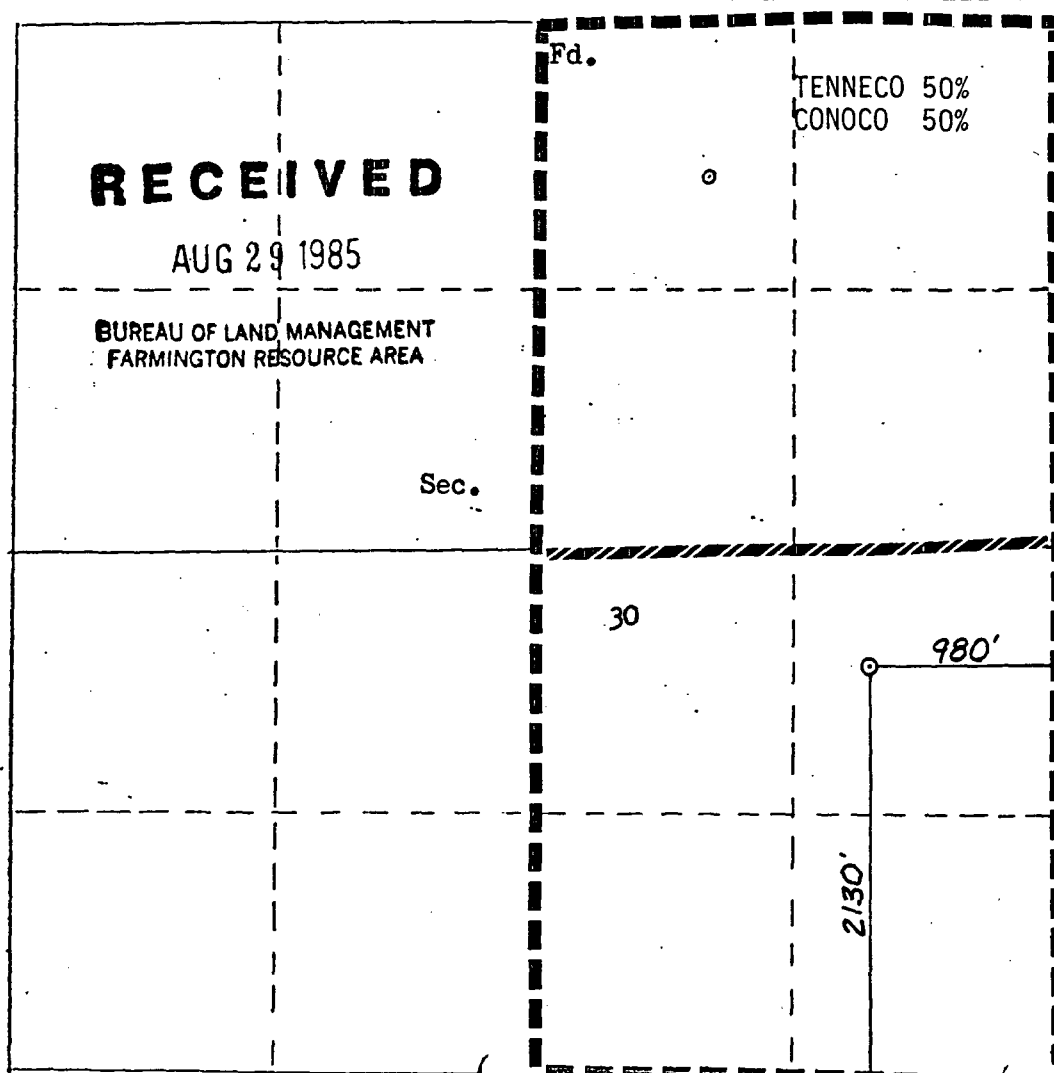 Fd.
TENNECO 50%
CONOCO 50%
RECEIVED
AUG 29 1985
BUREAU OF LAND MANAGEMENT
FARMINGTON RESOURCE AREA
Sec.
30
980'
2130'